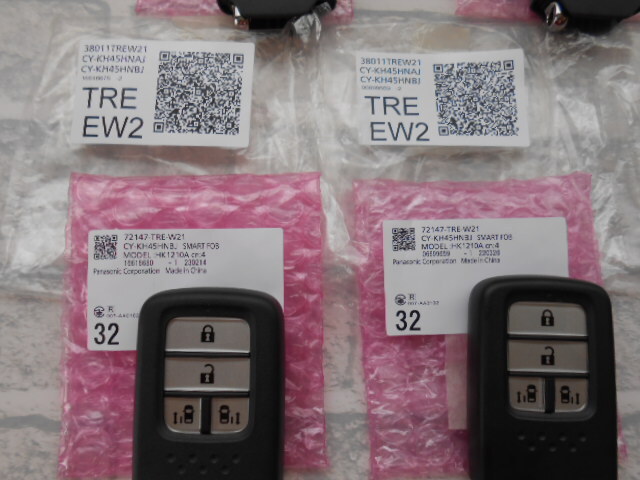 38011TREW21
CY-KH45HNAJ
CY-KH45HNBJ
TRE
EW2
38011TREW21
CY-KH45HNAJ
CY-KH45HNBJ
TRE
EW2
72147-TRE-W21
CY-KH45HNBJ SMART FOB
MODEL :HK1210A cn:4
Panasonic Corporation Made in China
R
32
72147-TRE-W21
CY-KH45HNBJ SMART FOB
MODEL :HK1210A cn:4
Panasonic Corporation Made in China
R
32